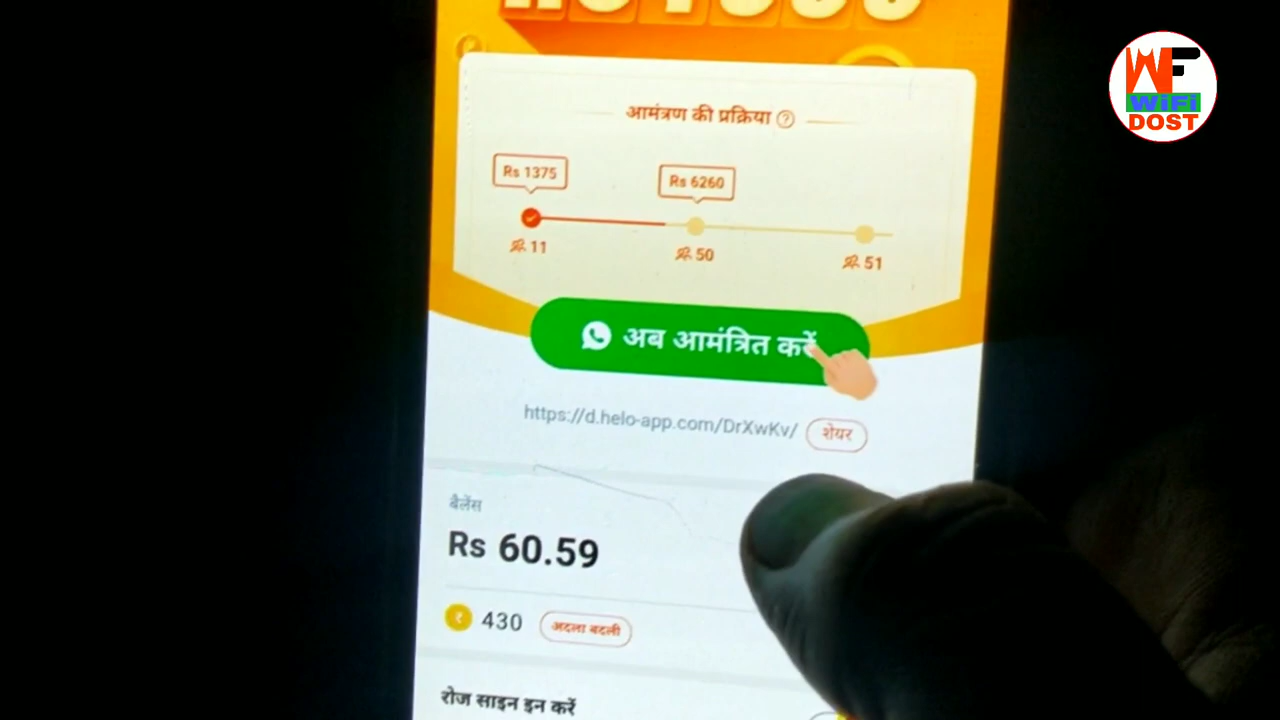 WF
WiFi
DOST
आमंत्रण की प्रक्रिया ?
Rs 1375
Rs 6260
11
50
51
अब आमंत्रित करें
https://d.helo-app.com/DrXwKv/ शेयर
बैलेंस
Rs 60.59
₹ 430 अदला बदली
रोज साइन इन करें